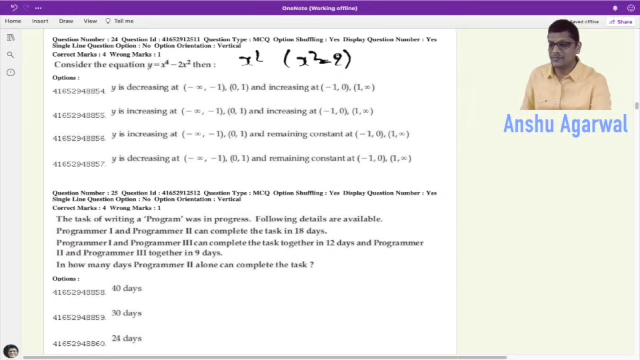 OneNote (Working offline)
offline
Share
Question Number : 24 Question Id : 41652512511 Question Type : MCQ Option Shuffling : Yes Display Question Number : Yes
Single Line Question Option : No Option Orientation : Vertical
Correct Marks : 4 Wrong Marks : 1
Consider the equation y = x⁴ − 2x² then :
x² (x²−2)
Options :
41652948854. y is decreasing at (− ∞, −1), (0, 1) and increasing at (−1, 0), (1, ∞)
41652948855. y is increasing at (− ∞, −1), (0, 1) and increasing at (−1, 0), (1, ∞)
41652948856. y is increasing at (− ∞, −1), (0, 1) and remaining constant at (−1, 0), (1, ∞)
41652948857. y is decreasing at (− ∞, −1), (0, 1) and remaining constant at (−1, 0), (1, ∞)
Anshu Agarwal
Question Number : 25 Question Id : 41652512512 Question Type : MCQ Option Shuffling : Yes Display Question Number : Yes
Single Line Question Option : No Option Orientation : Vertical
Correct Marks : 4 Wrong Marks : 1
The task of writing a 'Program' was in progress. Following details are available.
Programmer I and Programmer II can complete the task in 18 days.
Programmer I and Programmer III can complete the task together in 12 days and Programmer
II and Programmer III together in 9 days.
In how many days Programmer II alone can complete the task ?
Options :
41652948858. 40 days
41652948859. 30 days
41652948860. 24 days